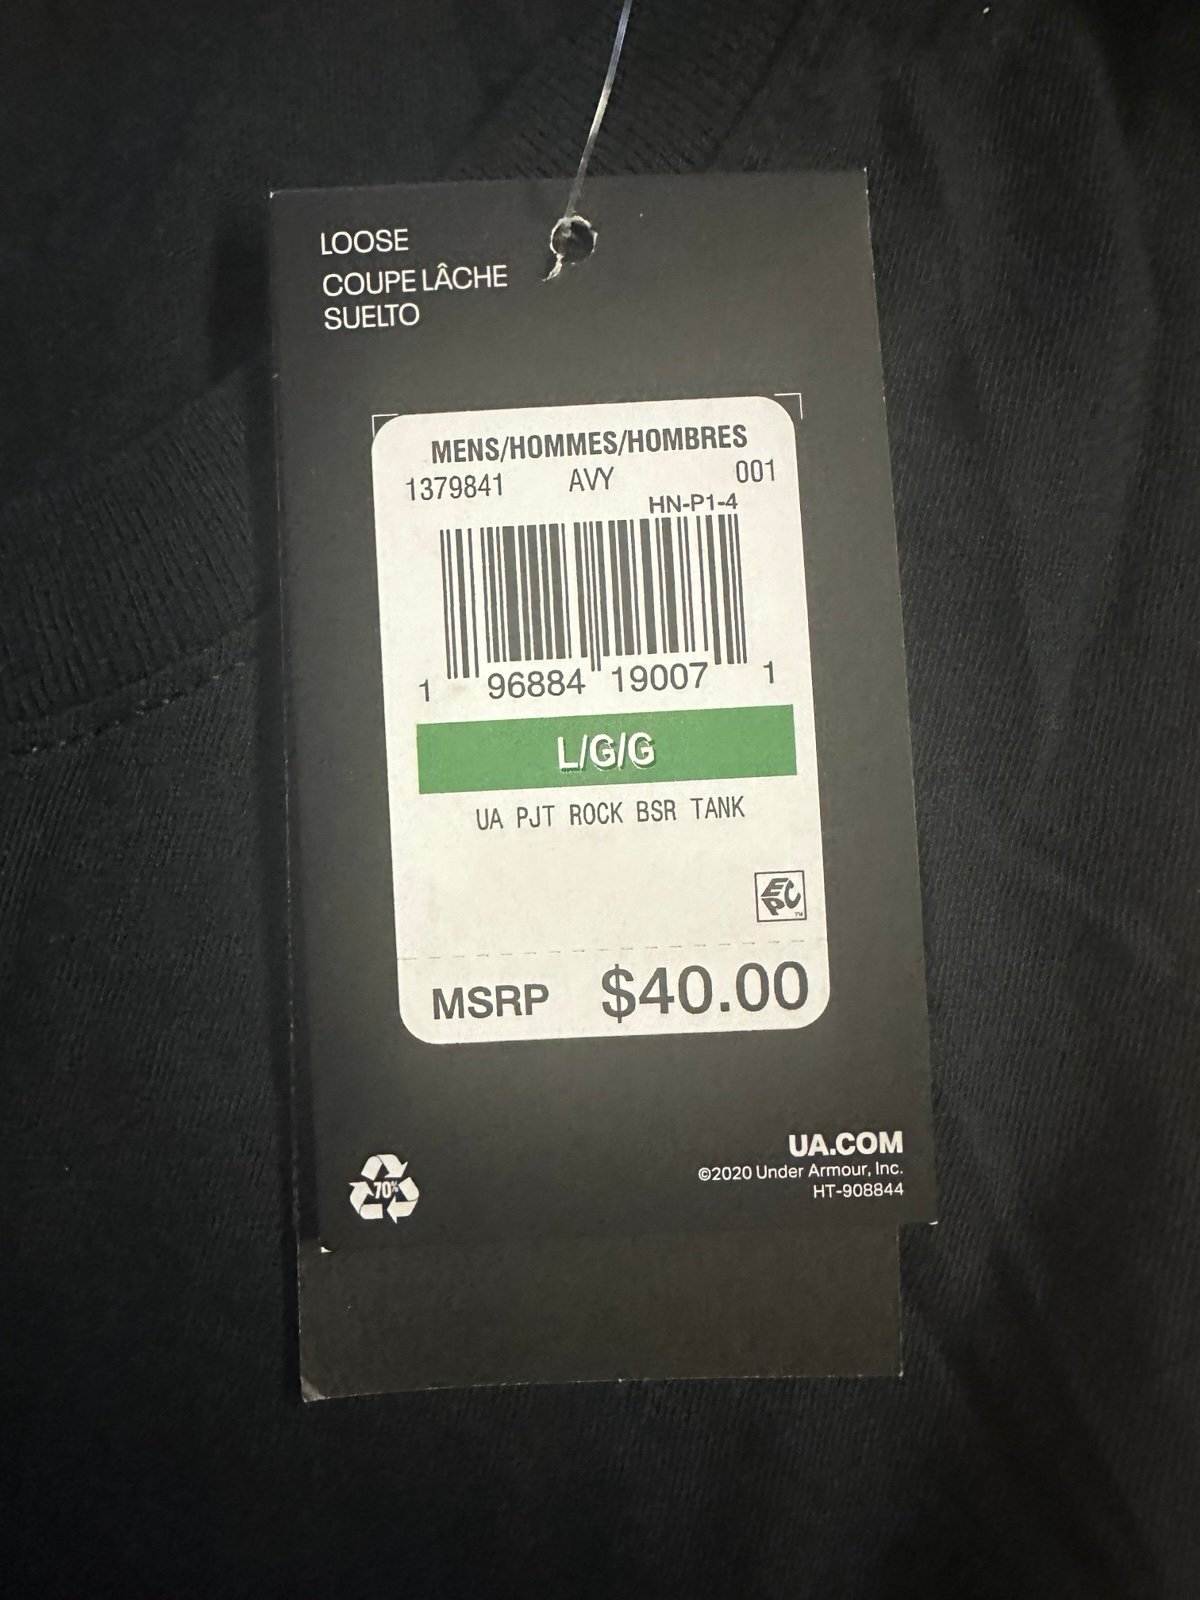 LOOSE
COUPE LÂCHE
SUELTO
MENS/HOMMES/HOMBRES
1379841 AVY 001
HN-P1-4
1 96884 19007 1
L/G/G
UA PJT ROCK BSR TANK
EPC™
MSRP $40.00
70%
UA.COM
©2020 Under Armour, Inc.
HT-908844